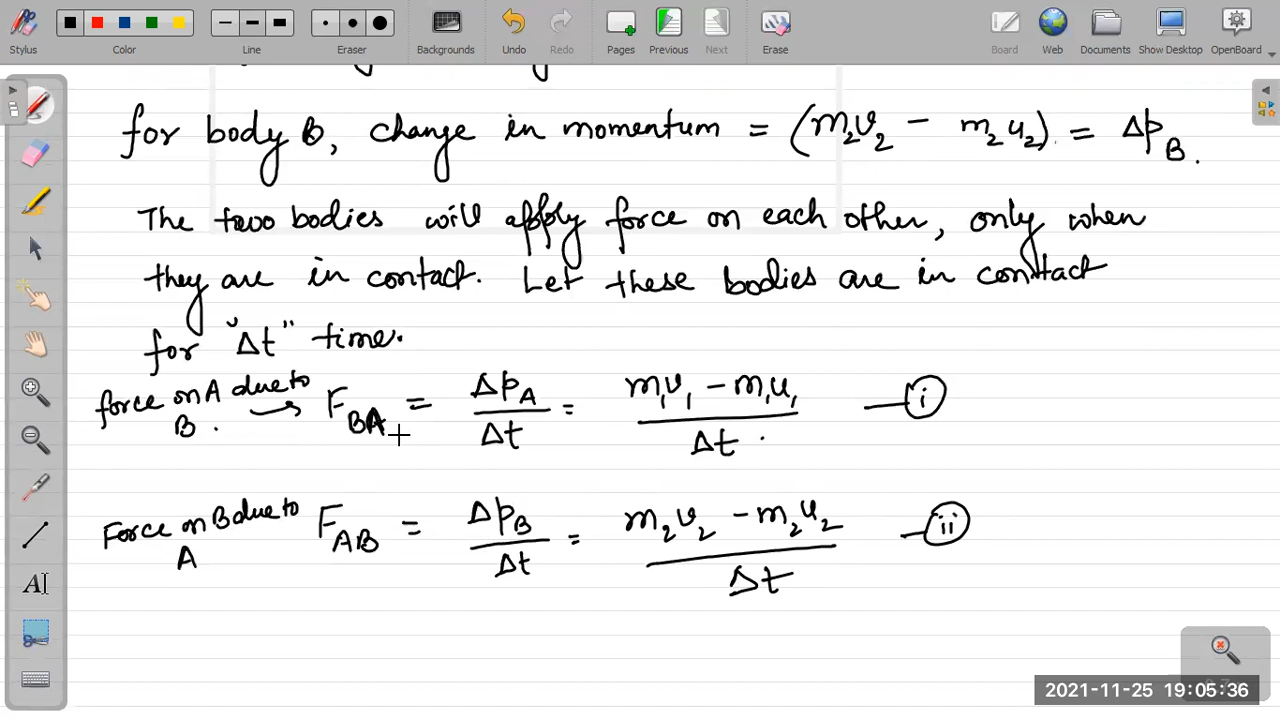 Stylus Color Line Eraser Backgrounds Undo Redo Pages Previous Next Erase Board Web Documents Show Desktop OpenBoard
for body B, change in momentum = (m₂v₂ - m₂u₂) = Δp_B.
The two bodies will apply force on each other, only when
they are in contact. Let these bodies are in contact
for "Δt" time.
force on A due to B. → F_BA = Δp_A/Δt = (m₁v₁ - m₁u₁)/Δt — (i)
Force on B due to A F_AB = Δp_B/Δt = (m₂v₂ - m₂u₂)/Δt — (ii)
2021-11-25 19:05:36